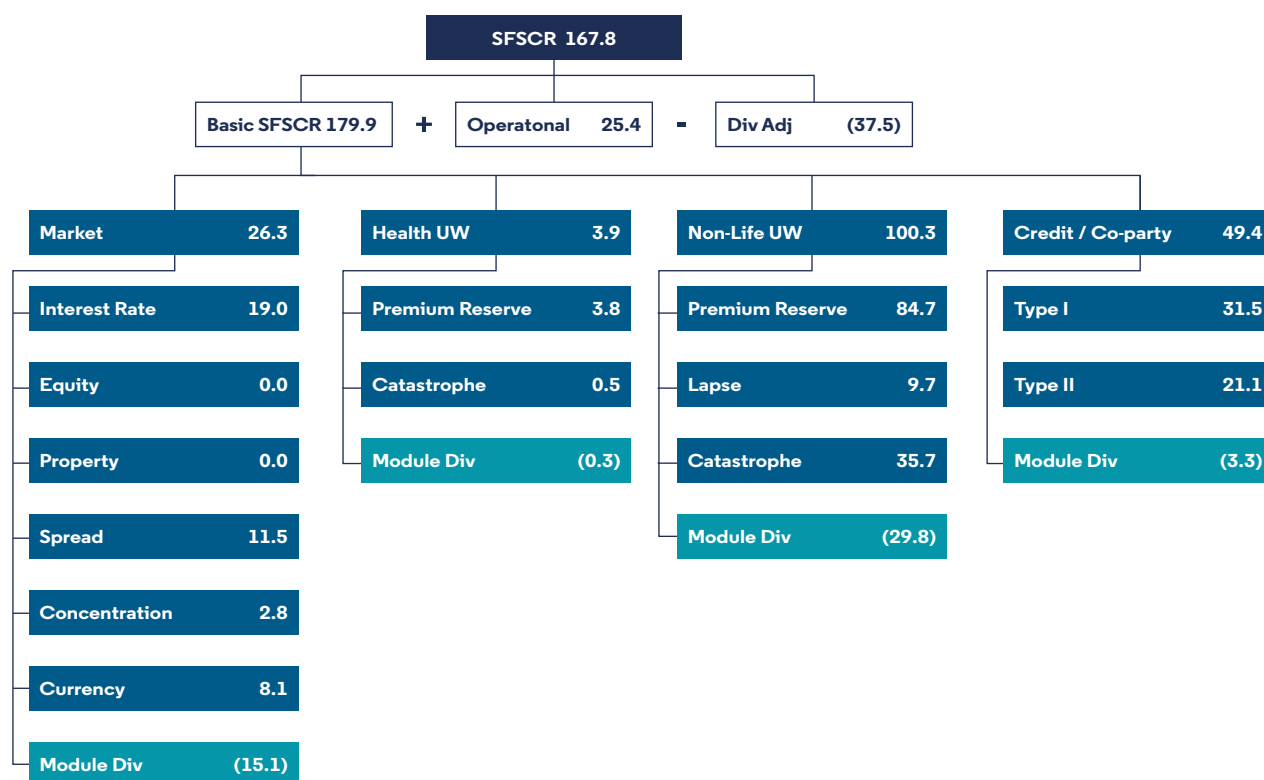 SFSCR 167.8
Basic SFSCR 179.9 + Operatonal 25.4 - Div Adj (37.5)
Market 26.3
Interest Rate 19.0
Equity 0.0
Property 0.0
Spread 11.5
Concentration 2.8
Currency 8.1
Module Div (15.1)
Health UW 3.9
Premium Reserve 3.8
Catastrophe 0.5
Module Div (0.3)
Non-Life UW 100.3
Premium Reserve 84.7
Lapse 9.7
Catastrophe 35.7
Module Div (29.8)
Credit / Co-party 49.4
Type I 31.5
Type II 21.1
Module Div (3.3)